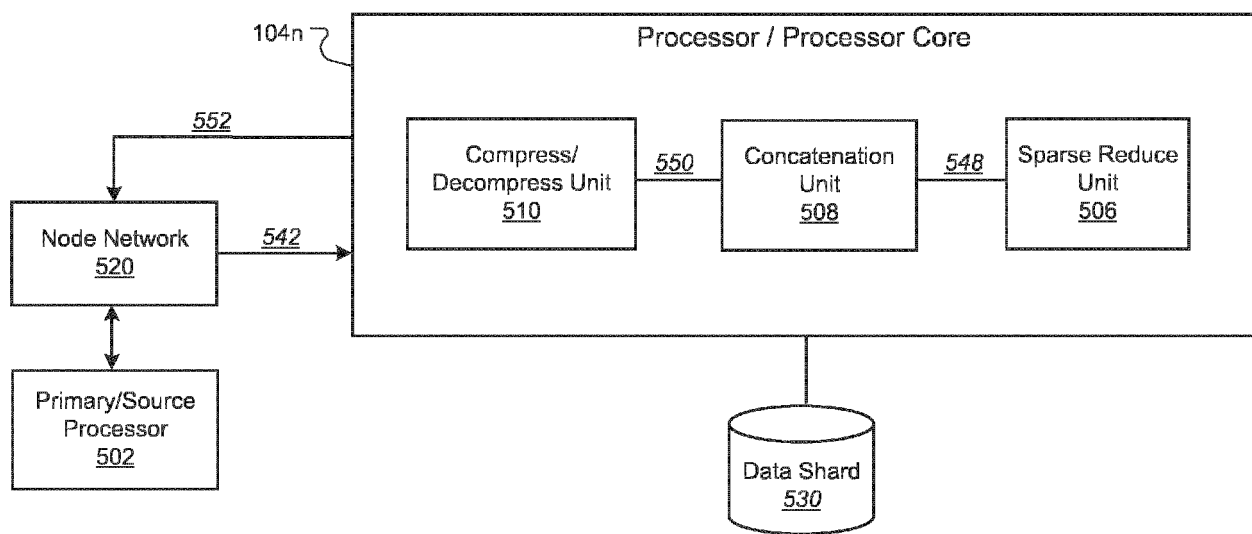 104n
Processor / Processor Core
552
Compress/
Decompress Unit
510
550
Concatenation
Unit
508
548
Sparse Reduce
Unit
506
Node Network
520
542
Primary/Source
Processor
502
Data Shard
530